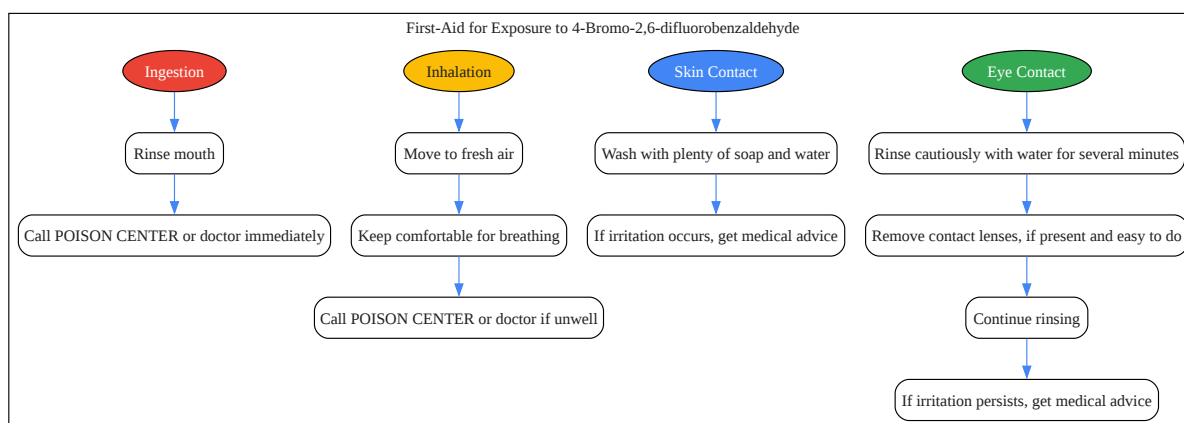 First-Aid for Exposure to 4-Bromo-2,6-difluorobenzaldehyde
Ingestion
Rinse mouth
Call POISON CENTER or doctor immediately
Inhalation
Move to fresh air
Keep comfortable for breathing
Call POISON CENTER or doctor if unwell
Skin Contact
Wash with plenty of soap and water
If irritation occurs, get medical advice
Eye Contact
Rinse cautiously with water for several minutes
Remove contact lenses, if present and easy to do
Continue rinsing
If irritation persists, get medical advice